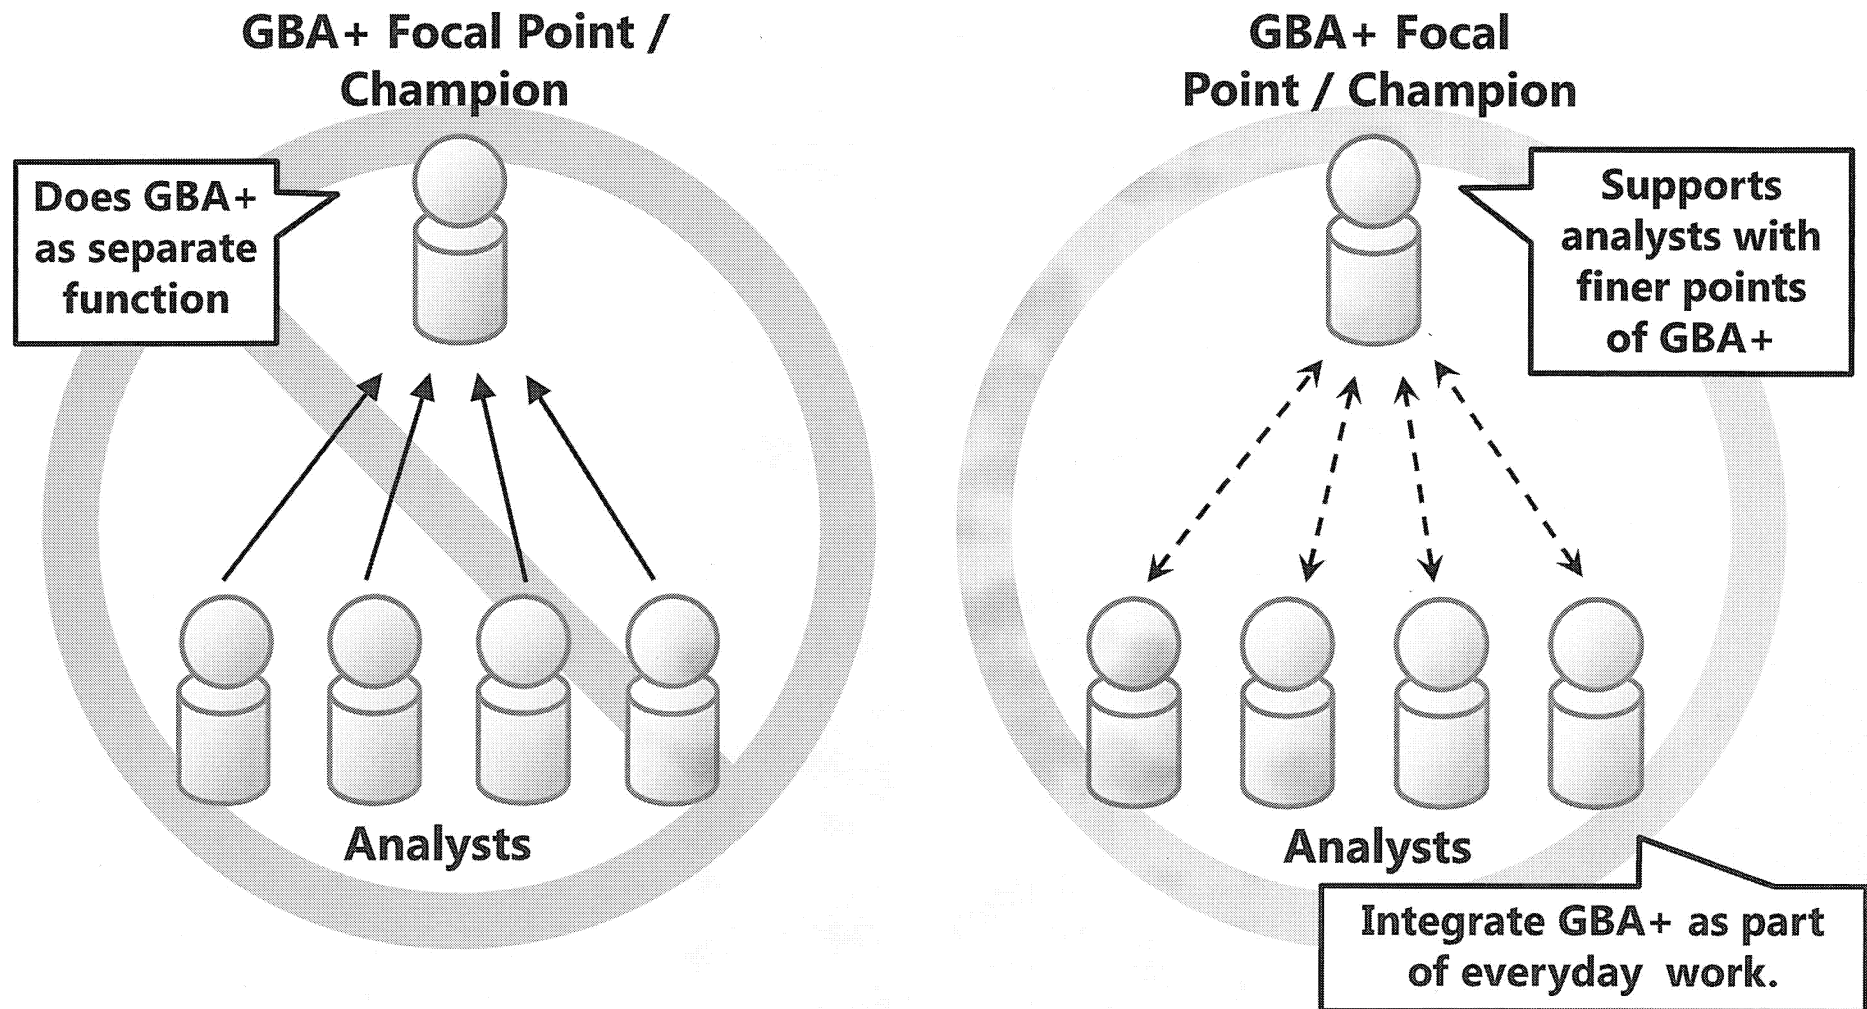 GBA+ Focal Point /
Champion
Does GBA+
as separate
function
Analysts
GBA+ Focal
Point / Champion
Supports
analysts with
finer points
of GBA+
Analysts
Integrate GBA+ as part
of everyday work.